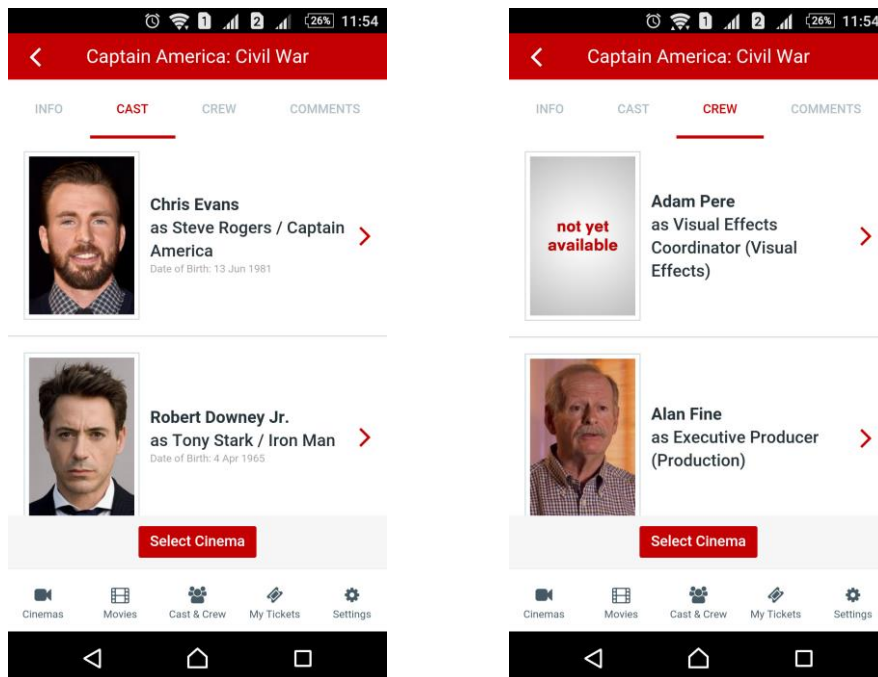 1 2 26% 11:54
Captain America: Civil War
INFO CAST CREW COMMENTS
Chris Evans
as Steve Rogers / Captain
America
Date of Birth: 13 Jun 1981
Robert Downey Jr.
as Tony Stark / Iron Man
Date of Birth: 4 Apr 1965
Select Cinema
Cinemas Movies Cast & Crew My Tickets Settings
1 2 26% 11:54
Captain America: Civil War
INFO CAST CREW COMMENTS
not yet
available
Adam Pere
as Visual Effects
Coordinator (Visual
Effects)
Alan Fine
as Executive Producer
(Production)
Select Cinema
Cinemas Movies Cast & Crew My Tickets Settings